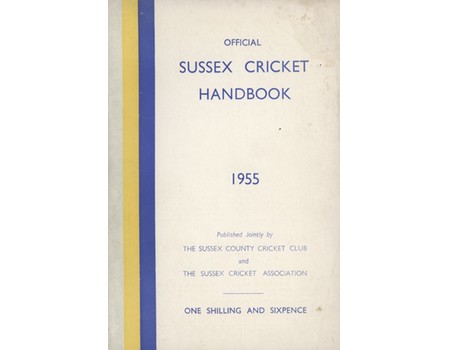 OFFICIAL
SUSSEX CRICKET
HANDBOOK
1955
Published Jointly by
THE SUSSEX COUNTY CRICKET CLUB
and
THE SUSSEX CRICKET ASSOCIATION
ONE SHILLING AND SIXPENCE